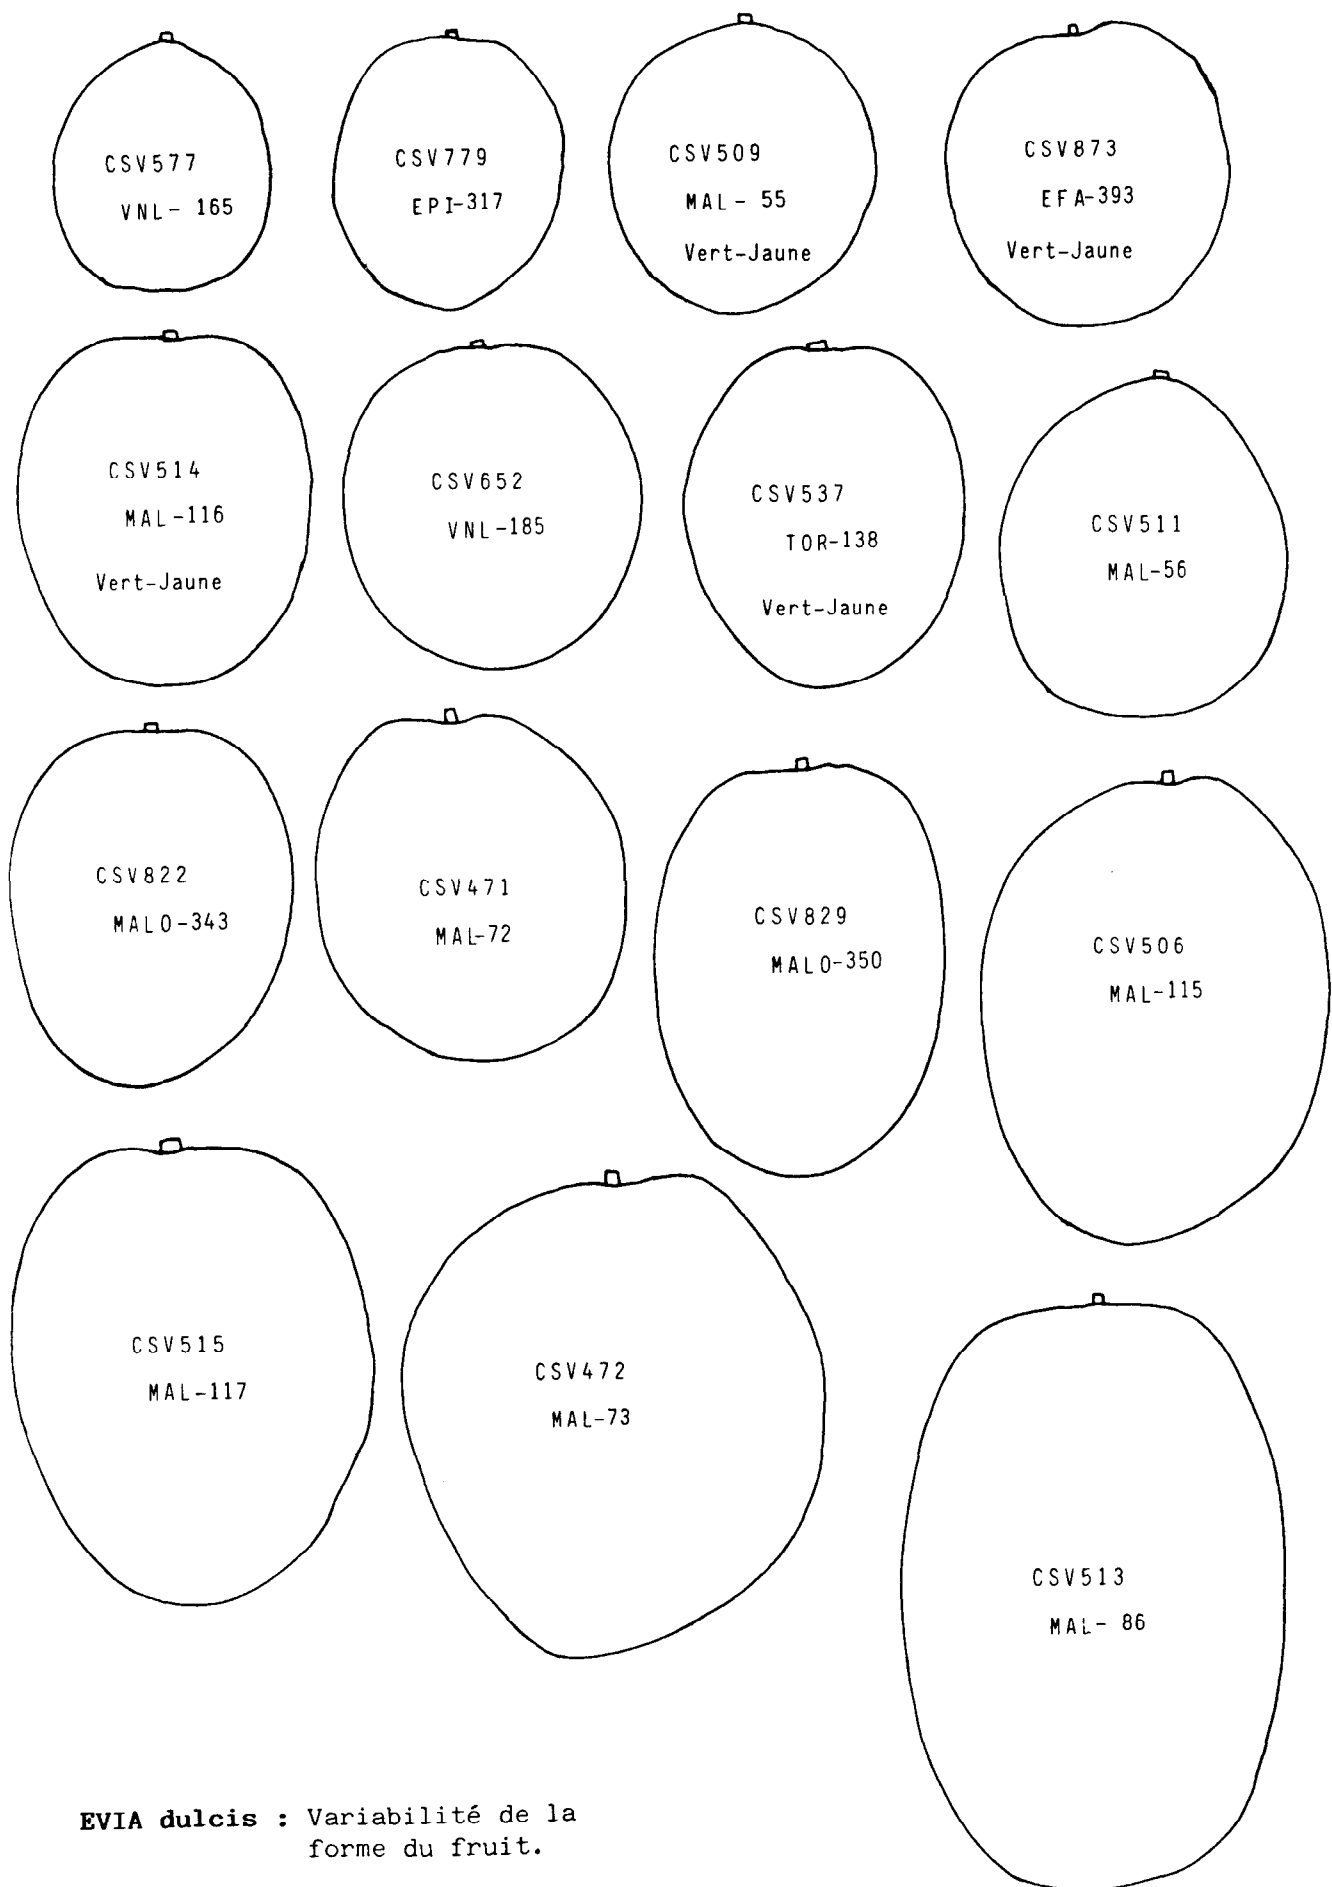 CSV577
VNL- 165
CSV779
EPI-317
CSV509
MAL- 55
Vert-Jaune
CSV873
EFA-393
Vert-Jaune
CSV514
MAL-116
Vert-Jaune
CSV652
VNL-185
CSV537
TOR-138
Vert-Jaune
CSV511
MAL-56
CSV822
MALO-343
CSV471
MAL-72
CSV829
MALO-350
CSV506
MAL-115
CSV515
MAL-117
CSV472
MAL-73
CSV513
MAL- 86
EVIA dulcis : Variabilité de la
forme du fruit.